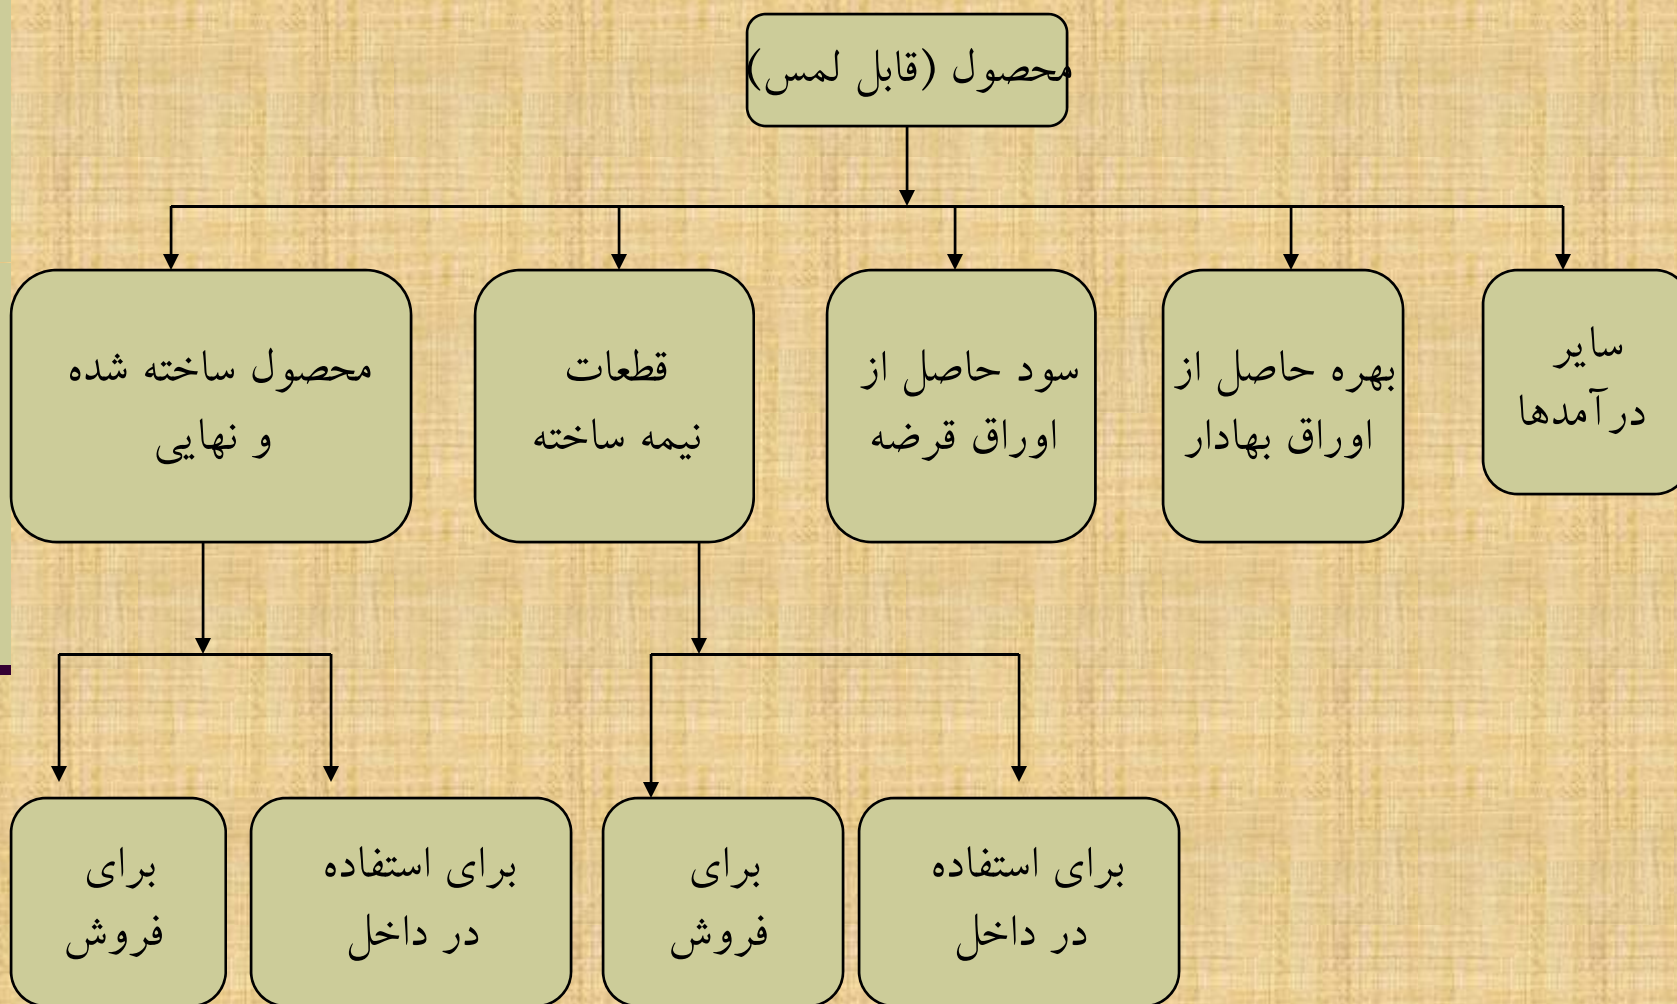 محصول (قابل لمس)
سایر
درآمدها
بهره حاصل از
اوراق بهادار
سود حاصل از
اوراق قرضه
قطعات
نیمه ساخته
محصول ساخته شده
و نهایی
برای استفاده
در داخل
برای
فروش
برای استفاده
در داخل
برای
فروش